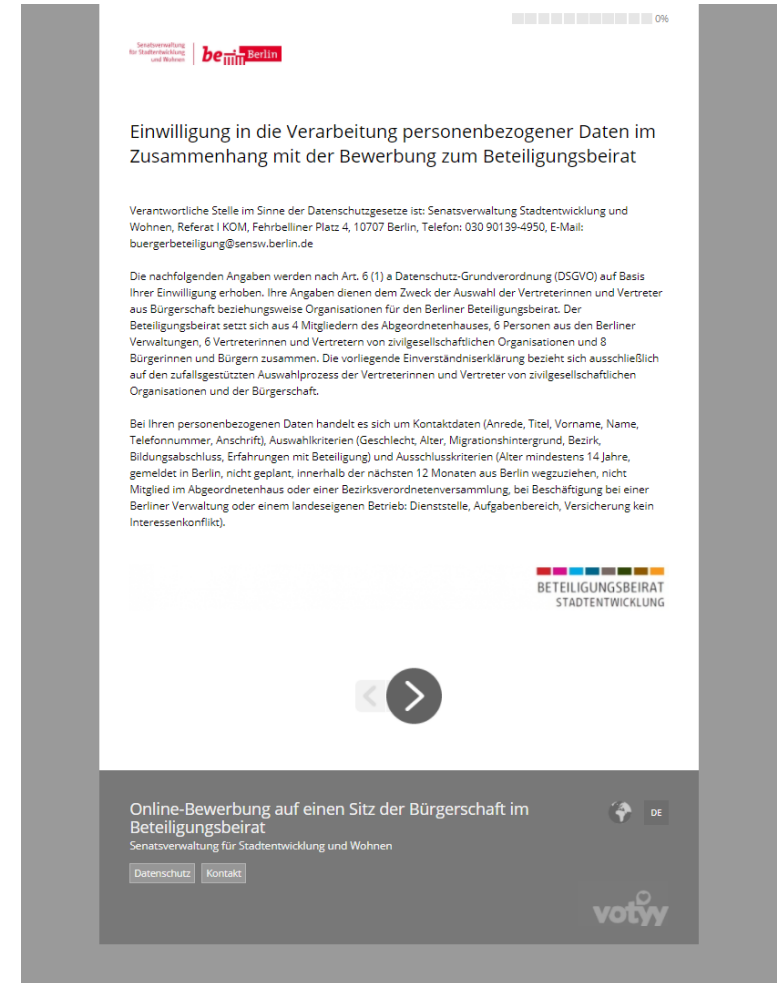 0%
Senatsverwaltung
für Stadtentwicklung
und Wohnen
be Berlin
Einwilligung in die Verarbeitung personenbezogener Daten im
Zusammenhang mit der Bewerbung zum Beteiligungsbeirat
Verantwortliche Stelle im Sinne der Datenschutzgesetze ist: Senatsverwaltung Stadtentwicklung und
Wohnen, Referat I KOM, Fehrbelliner Platz 4, 10707 Berlin, Telefon: 030 90139-4950, E-Mail:
buergerbeteiligung@sensw.berlin.de
Die nachfolgenden Angaben werden nach Art. 6 (1) a Datenschutz-Grundverordnung (DSGVO) auf Basis
Ihrer Einwilligung erhoben. Ihre Angaben dienen dem Zweck der Auswahl der Vertreterinnen und Vertreter
aus Bürgerschaft beziehungsweise Organisationen für den Berliner Beteiligungsbeirat. Der
Beteiligungsbeirat setzt sich aus 4 Mitgliedern des Abgeordnetenhauses, 6 Personen aus den Berliner
Verwaltungen, 6 Vertreterinnen und Vertretern von zivilgesellschaftlichen Organisationen und 8
Bürgerinnen und Bürgern zusammen. Die vorliegende Einverständniserklärung bezieht sich ausschließlich
auf den zufallsgestützten Auswahlprozess der Vertreterinnen und Vertreter von zivilgesellschaftlichen
Organisationen und der Bürgerschaft.
Bei Ihren personenbezogenen Daten handelt es sich um Kontaktdaten (Anrede, Titel, Vorname, Name,
Telefonnummer, Anschrift), Auswahlkriterien (Geschlecht, Alter, Migrationshintergrund, Bezirk,
Bildungsabschluss, Erfahrungen mit Beteiligung) und Ausschlusskriterien (Alter mindestens 14 Jahre,
gemeldet in Berlin, nicht geplant, innerhalb der nächsten 12 Monaten aus Berlin wegzuziehen, nicht
Mitglied im Abgeordnetenhaus oder einer Bezirksverordnetenversammlung, bei Beschäftigung bei einer
Berliner Verwaltung oder einem landeseigenen Betrieb: Dienststelle, Aufgabenbereich, Versicherung kein
Interessenkonflikt).
BETEILIGUNGSBEIRAT
STADTENTWICKLUNG
Online-Bewerbung auf einen Sitz der Bürgerschaft im
Beteiligungsbeirat
DE
Senatsverwaltung für Stadtentwicklung und Wohnen
Datenschutz Kontakt
votyy